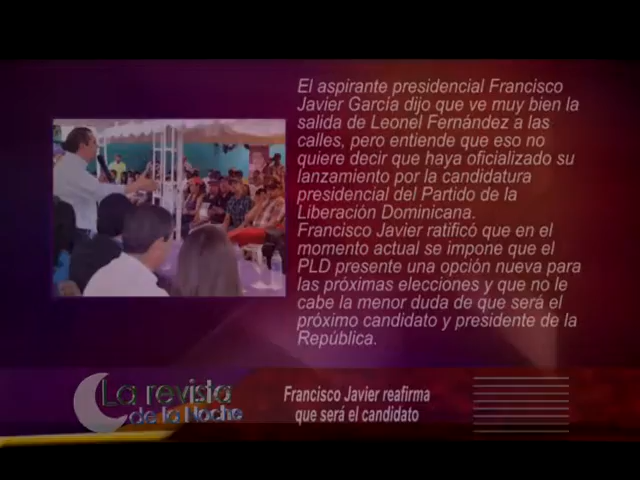 El aspirante presidencial Francisco
Javier García dijo que ve muy bien la
salida de Leonel Fernández a las
calles, pero entiende que eso no
quiere decir que haya oficializado su
lanzamiento por la candidatura
presidencial del Partido de la
Liberación Dominicana.
Francisco Javier ratificó que en el
momento actual se impone que el
PLD presente una opción nueva para
las próximas elecciones y que no le
cabe la menor duda de que será el
próximo candidato y presidente de la
República.
La revista
de la Noche
Francisco Javier reafirma
que será el candidato